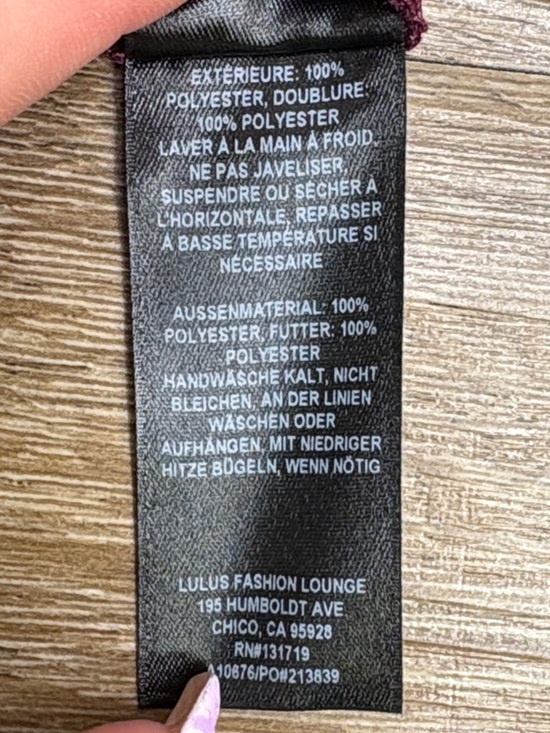 EXTÉRIEURE: 100%
POLYESTER, DOUBLURE:
100% POLYESTER
LAVER À LA MAIN À FROID,
NE PAS JAVELISER,
SUSPENDRE OU SÉCHER À
L'HORIZONTALE, REPASSER
À BASSE TEMPÉRATURE SI
NÉCESSAIRE
AUSSENMATERIAL: 100%
POLYESTER, FUTTER: 100%
POLYESTER
HANDWÄSCHE KALT, NICHT
BLEICHEN, AN DER LINIEN
WÄSCHEN ODER
AUFHÄNGEN, MIT NIEDRIGER
HITZE BÜGELN, WENN NÖTIG
LULUS FASHION LOUNGE
195 HUMBOLDT AVE
CHICO, CA 95928
RN#131719
A10676/PO#213839